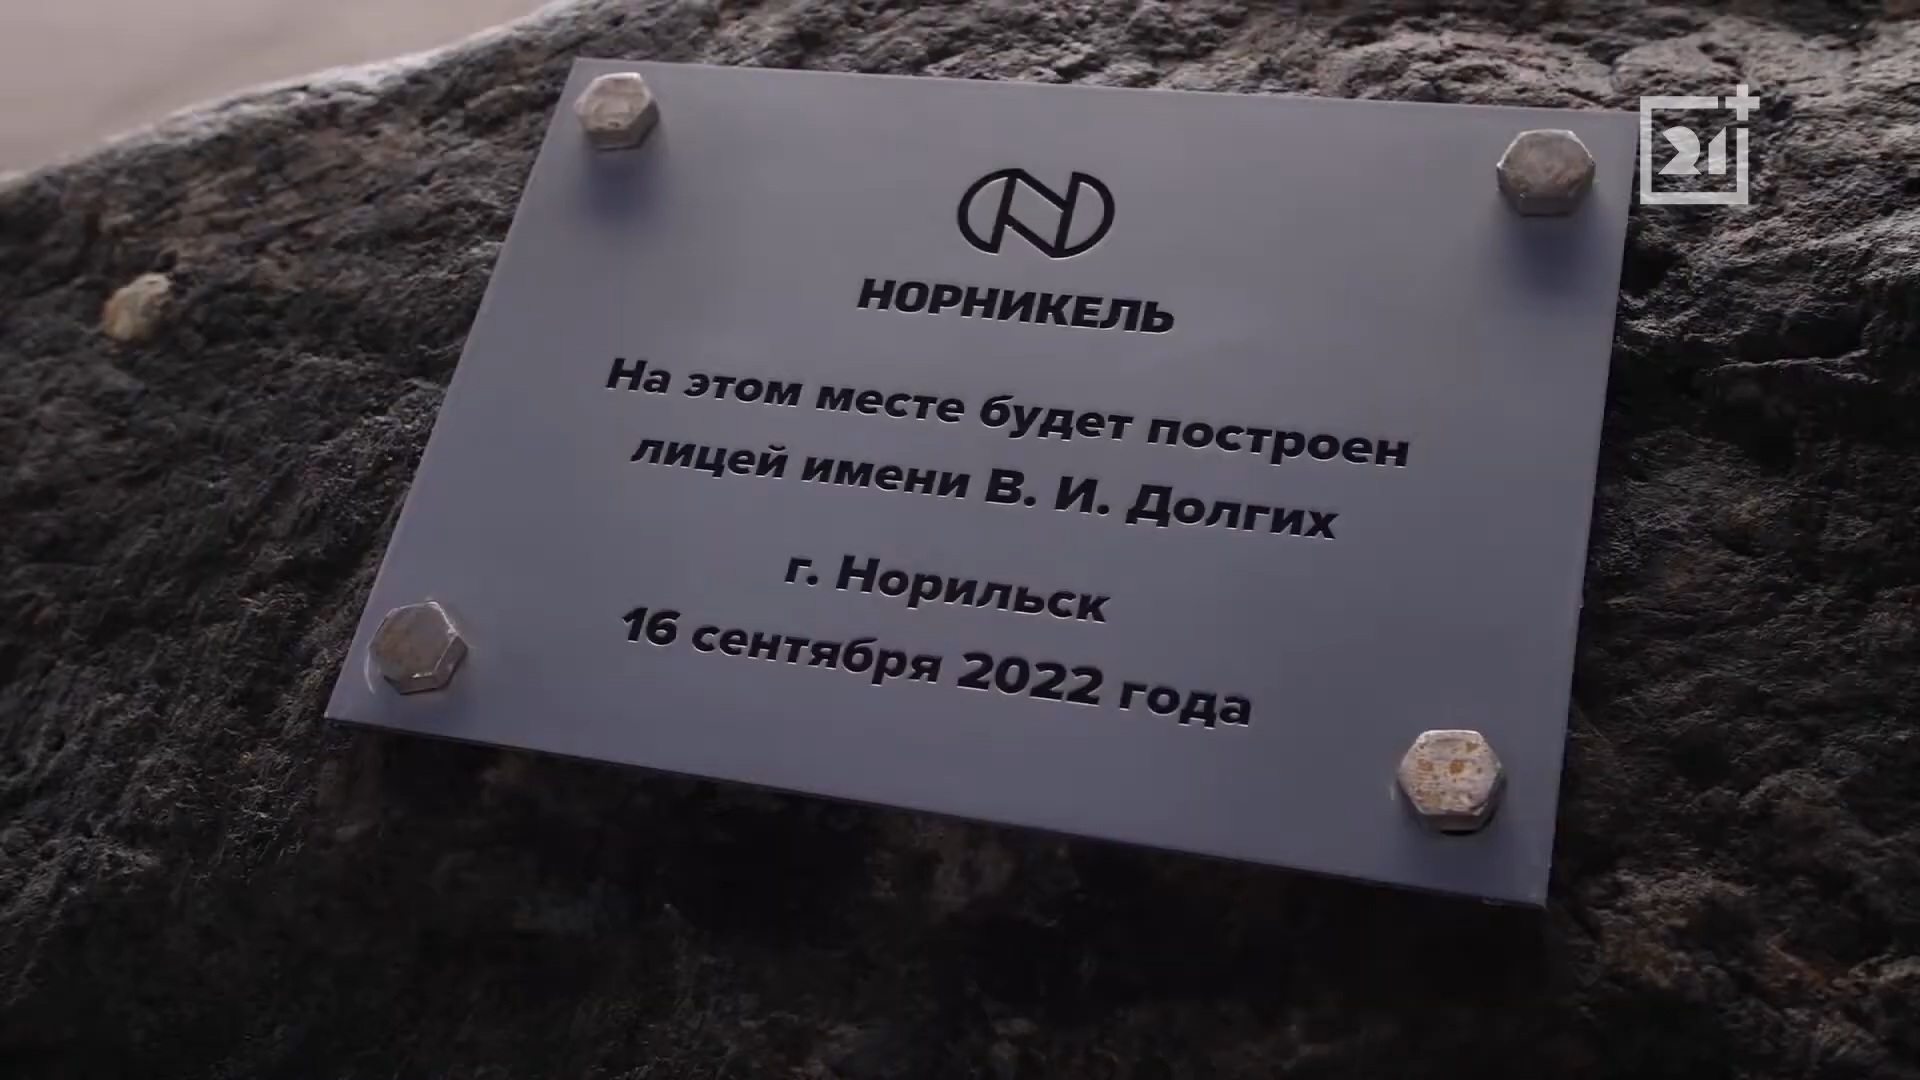 21+
НОРНИКЕЛЬ
На этом месте будет построен
лицей имени В. И. Долгих
г. Норильск
16 сентября 2022 года